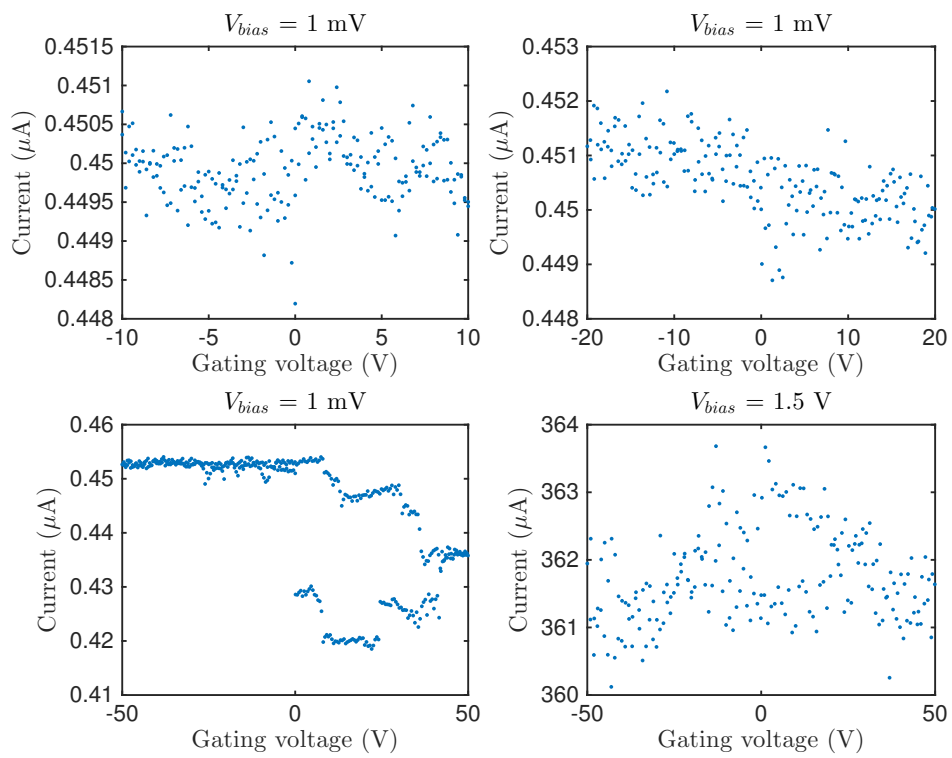 V_bias = 1 mV
0.4515
0.451
0.4505
0.45
0.4495
0.449
0.4485
0.448
Current (μA)
-10 -5 0 5 10
Gating voltage (V)
V_bias = 1 mV
0.453
0.452
0.451
0.45
0.449
0.448
Current (μA)
-20 -10 0 10 20
Gating voltage (V)
V_bias = 1 mV
0.46
0.45
0.44
0.43
0.42
0.41
Current (μA)
-50 0 50
Gating voltage (V)
V_bias = 1.5 V
364
363
362
361
360
Current (μA)
-50 0 50
Gating voltage (V)